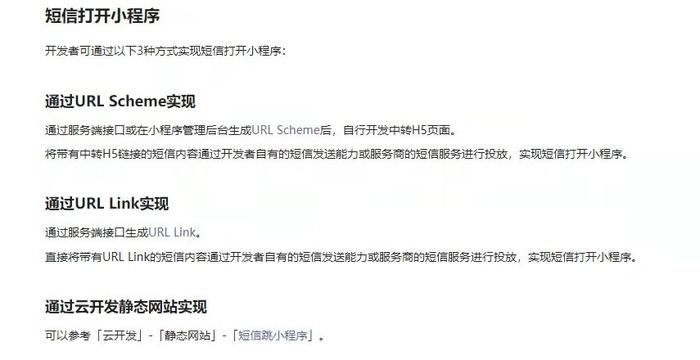 短信打开小程序
开发者可通过以下3种方式实现短信打开小程序：
通过URL Scheme实现
通过服务端接口或在小程序管理后台生成URL Scheme后，自行开发中转H5页面。
将带有中转H5链接的短信内容通过开发者自有的短信发送能力或服务商的短信服务进行投放，实现短信打开小程序。
通过URL Link实现
通过服务端接口生成URL Link。
直接将带有URL Link的短信内容通过开发者自有的短信发送能力或服务商的短信服务进行投放，实现短信打开小程序。
通过云开发静态网站实现
可以参考「云开发」-「静态网站」-「短信跳小程序」。